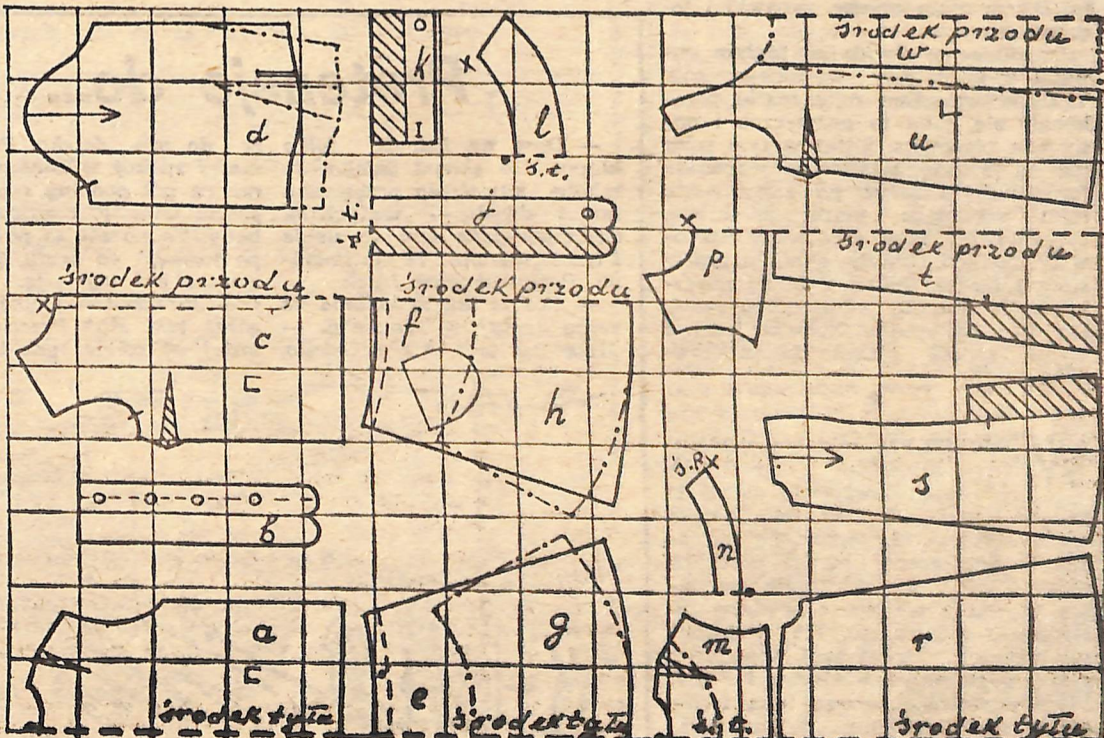 środek przodu
w
d
o
k
I
l
ś.t.
u
j
o
ś.t.
p
środek przodu
t
środek przodu
x
c
środek przodu
f
h
s
ś.p.x
n
b
a
środek tyłu
e
g
środek tyłu
m
ś.t.
r
środek tyłu